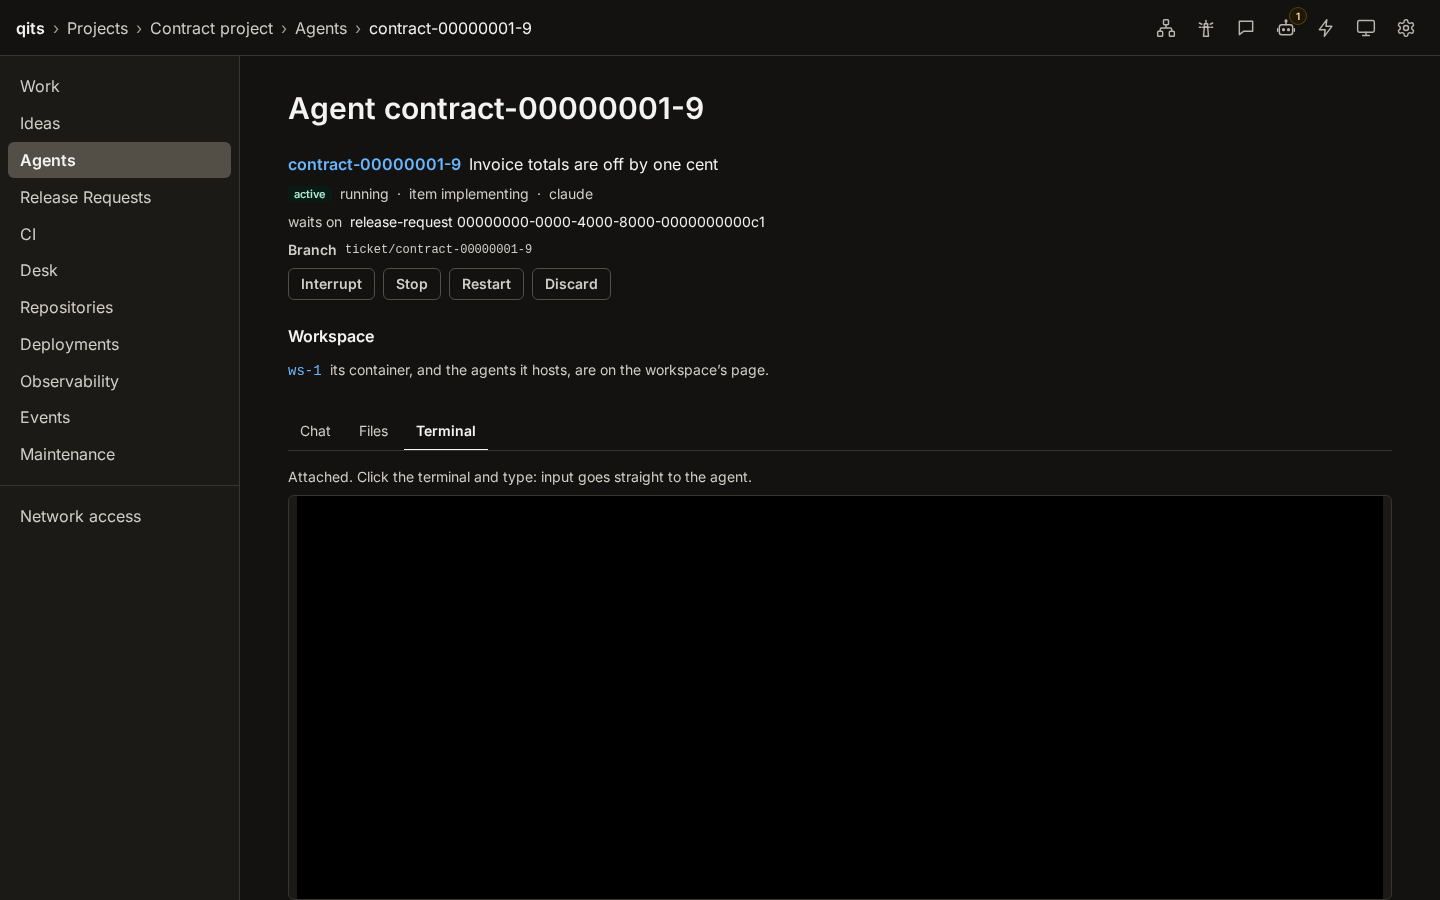 qits › Projects › Contract project › Agents › contract-00000001-9
1
Work
Ideas
Agents
Release Requests
CI
Desk
Repositories
Deployments
Observability
Events
Maintenance
Network access
Agent contract-00000001-9
contract-00000001-9 Invoice totals are off by one cent
active running · item implementing · claude
waits on release-request 00000000-0000-4000-8000-0000000000c1
Branch ticket/contract-00000001-9
Interrupt Stop Restart Discard
Workspace
ws-1 its container, and the agents it hosts, are on the workspace’s page.
Chat Files Terminal
Attached. Click the terminal and type: input goes straight to the agent.